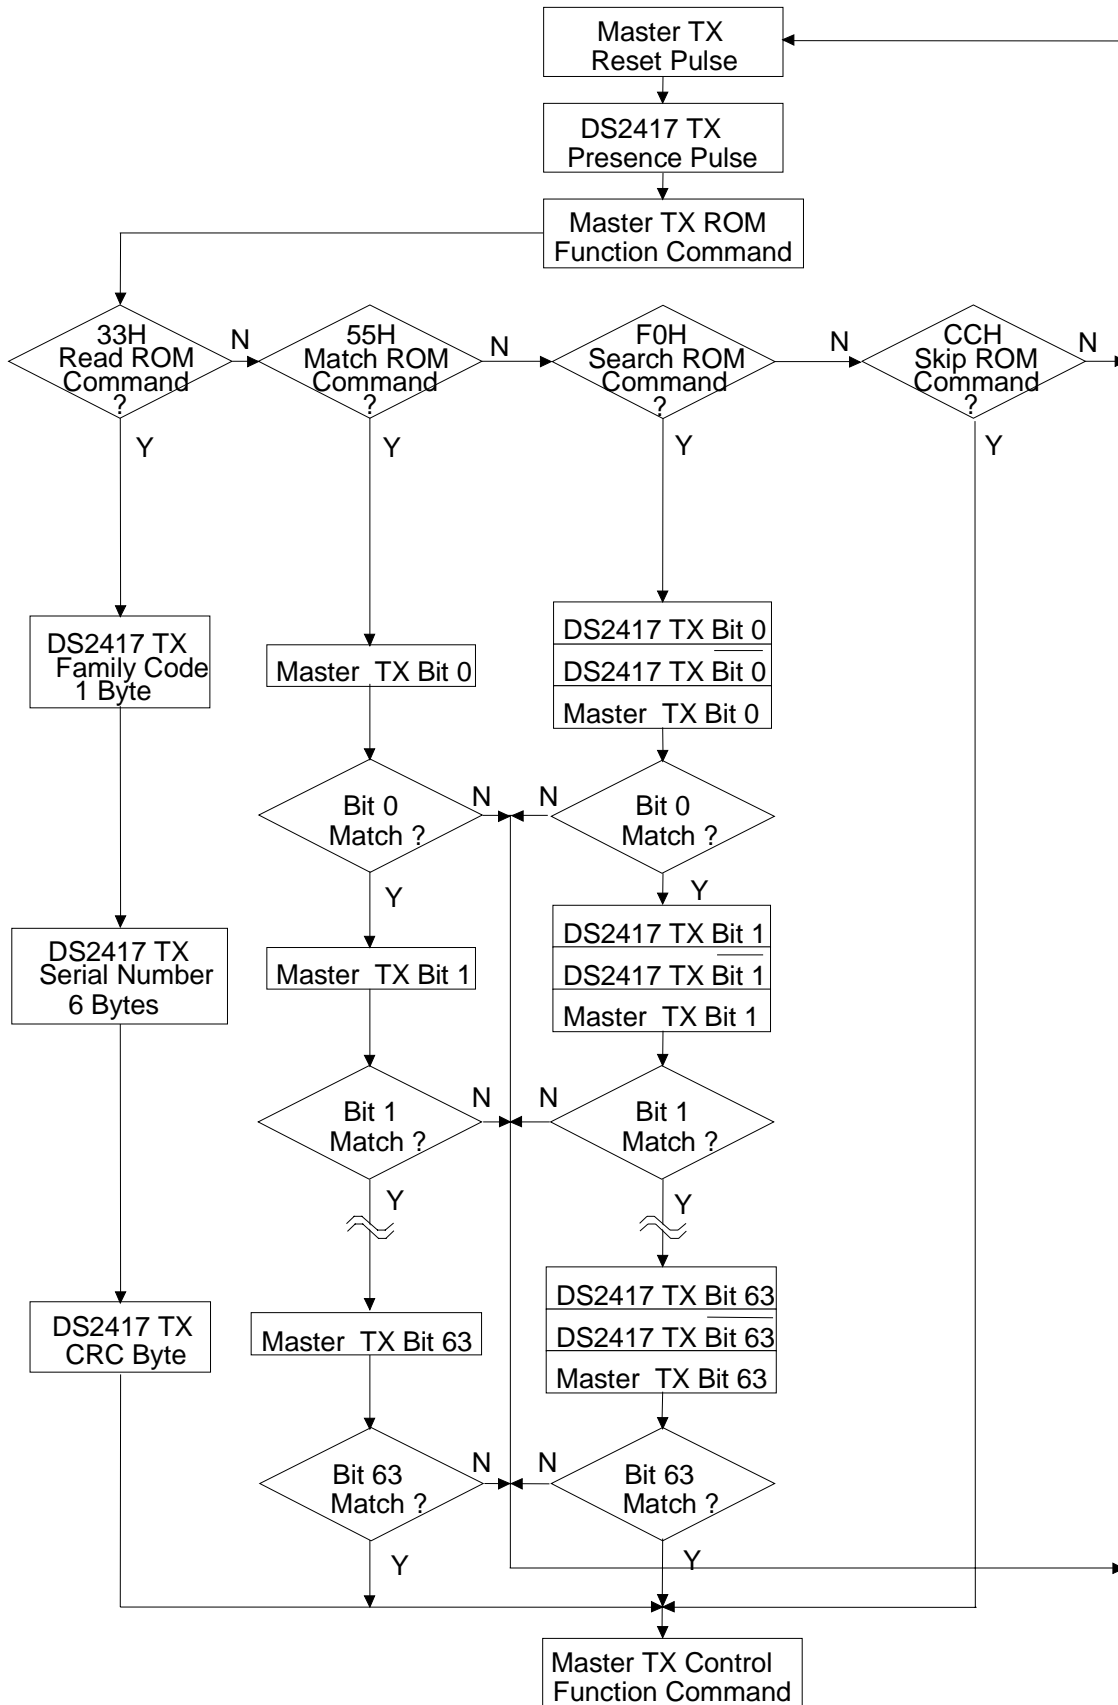 Master TX
Reset Pulse
DS2417 TX
Presence Pulse
Master TX ROM
Function Command
33H
Read ROM
Command
?
N
Y
55H
Match ROM
Command
?
N
Y
F0H
Search ROM
Command
?
N
Y
CCH
Skip ROM
Command
?
N
Y
DS2417 TX
Family Code
1 Byte
DS2417 TX
Serial Number
6 Bytes
DS2417 TX
CRC Byte
Master TX Bit 0
Bit 0
Match ?
N
Y
Master TX Bit 1
Bit 1
Match ?
N
Y
Master TX Bit 63
Bit 63
Match ?
N
Y
DS2417 TX Bit 0
DS2417 TX B̅i̅t̅ ̅0̅
Master TX Bit 0
Bit 0
Match ?
N
Y
DS2417 TX Bit 1
DS2417 TX B̅i̅t̅ ̅1̅
Master TX Bit 1
Bit 1
Match ?
N
Y
DS2417 TX Bit 63
DS2417 TX B̅i̅t̅ ̅6̅3̅
Master TX Bit 63
Bit 63
Match ?
N
Y
Master TX Control
Function Command